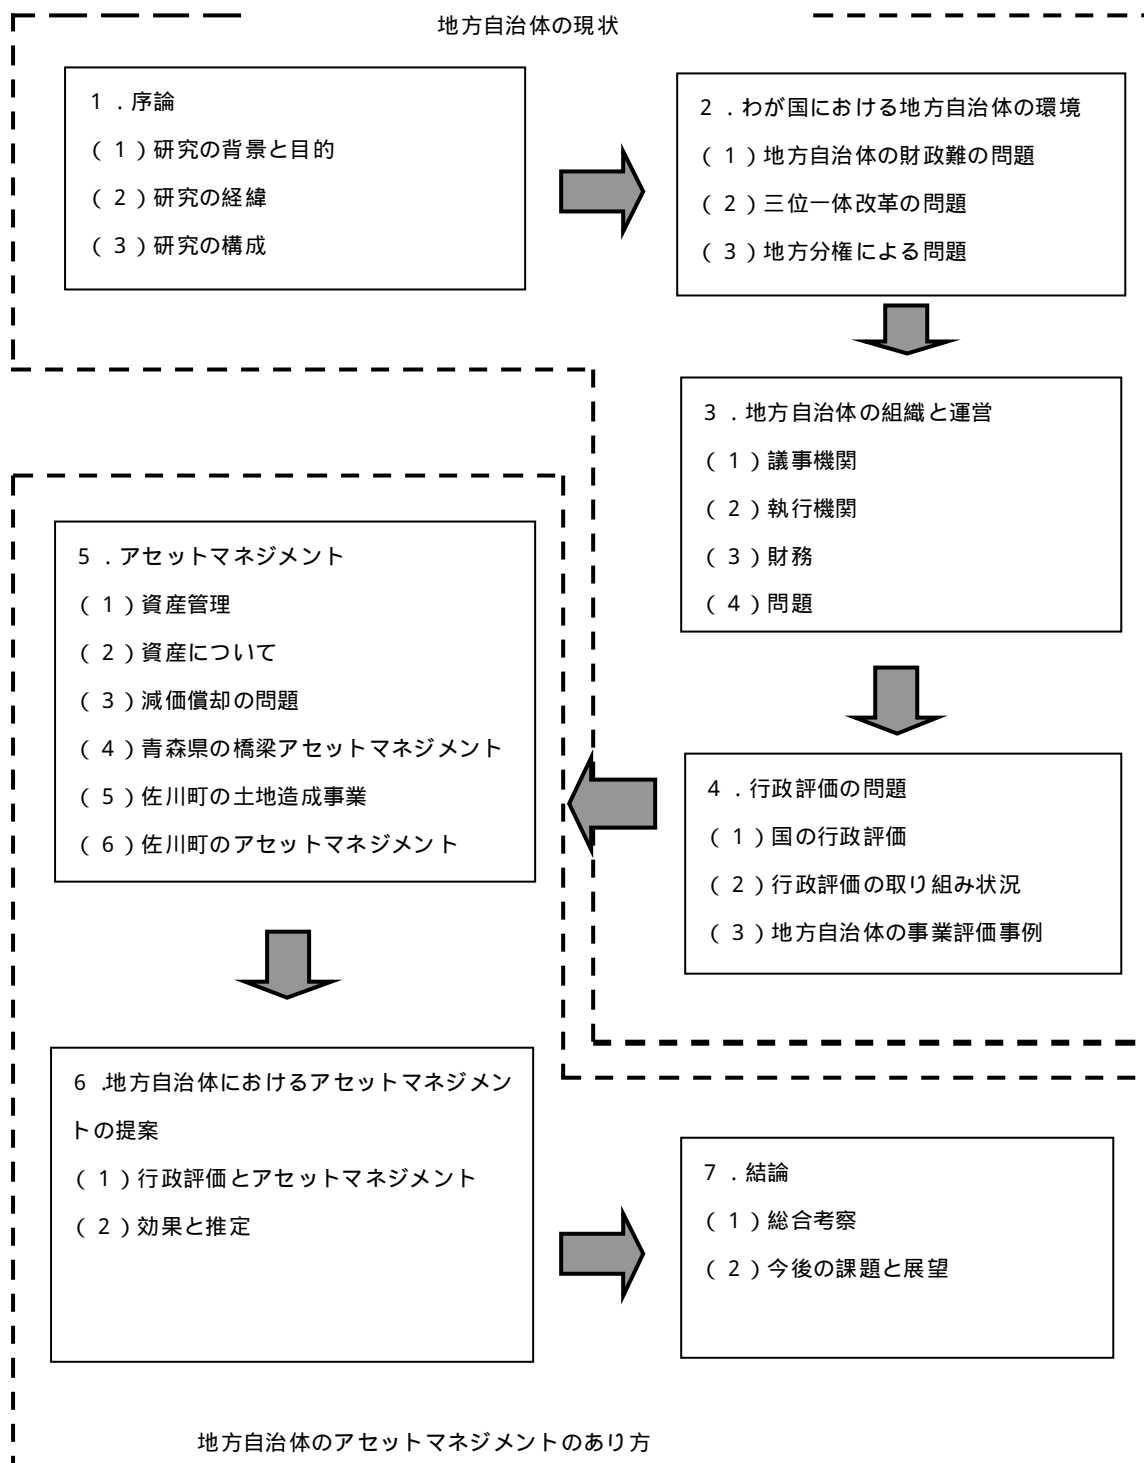 地方自治体の現状
1．序論
(1)研究の背景と目的
(2)研究の経緯
(3)研究の構成
2．わが国における地方自治体の環境
(1)地方自治体の財政難の問題
(2)三位一体改革の問題
(3)地方分権による問題
3．地方自治体の組織と運営
(1)議事機関
(2)執行機関
(3)財務
(4)問題
4．行政評価の問題
(1)国の行政評価
(2)行政評価の取り組み状況
(3)地方自治体の事業評価事例
5．アセットマネジメント
(1)資産管理
(2)資産について
(3)減価償却の問題
(4)青森県の橋梁アセットマネジメント
(5)佐川町の土地造成事業
(6)佐川町のアセットマネジメント
6．地方自治体におけるアセットマネジメン
トの提案
(1)行政評価とアセットマネジメント
(2)効果と推定
7．結論
(1)総合考察
(2)今後の課題と展望
地方自治体のアセットマネジメントのあり方